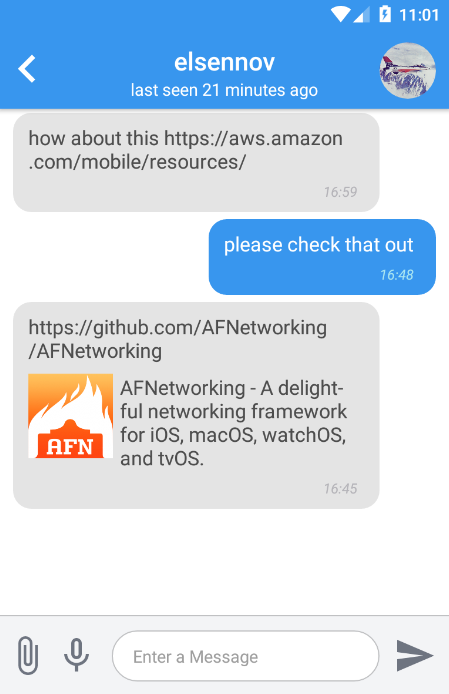 11:01
elsennov
last seen 21 minutes ago
how about this https://aws.amazon
.com/mobile/resources/
16:59
please check that out
16:48
https://github.com/AFNetworking
/AFNetworking
AFN
AFNetworking - A delight-
ful networking framework
for iOS, macOS, watchOS,
and tvOS.
16:45
Enter a Message